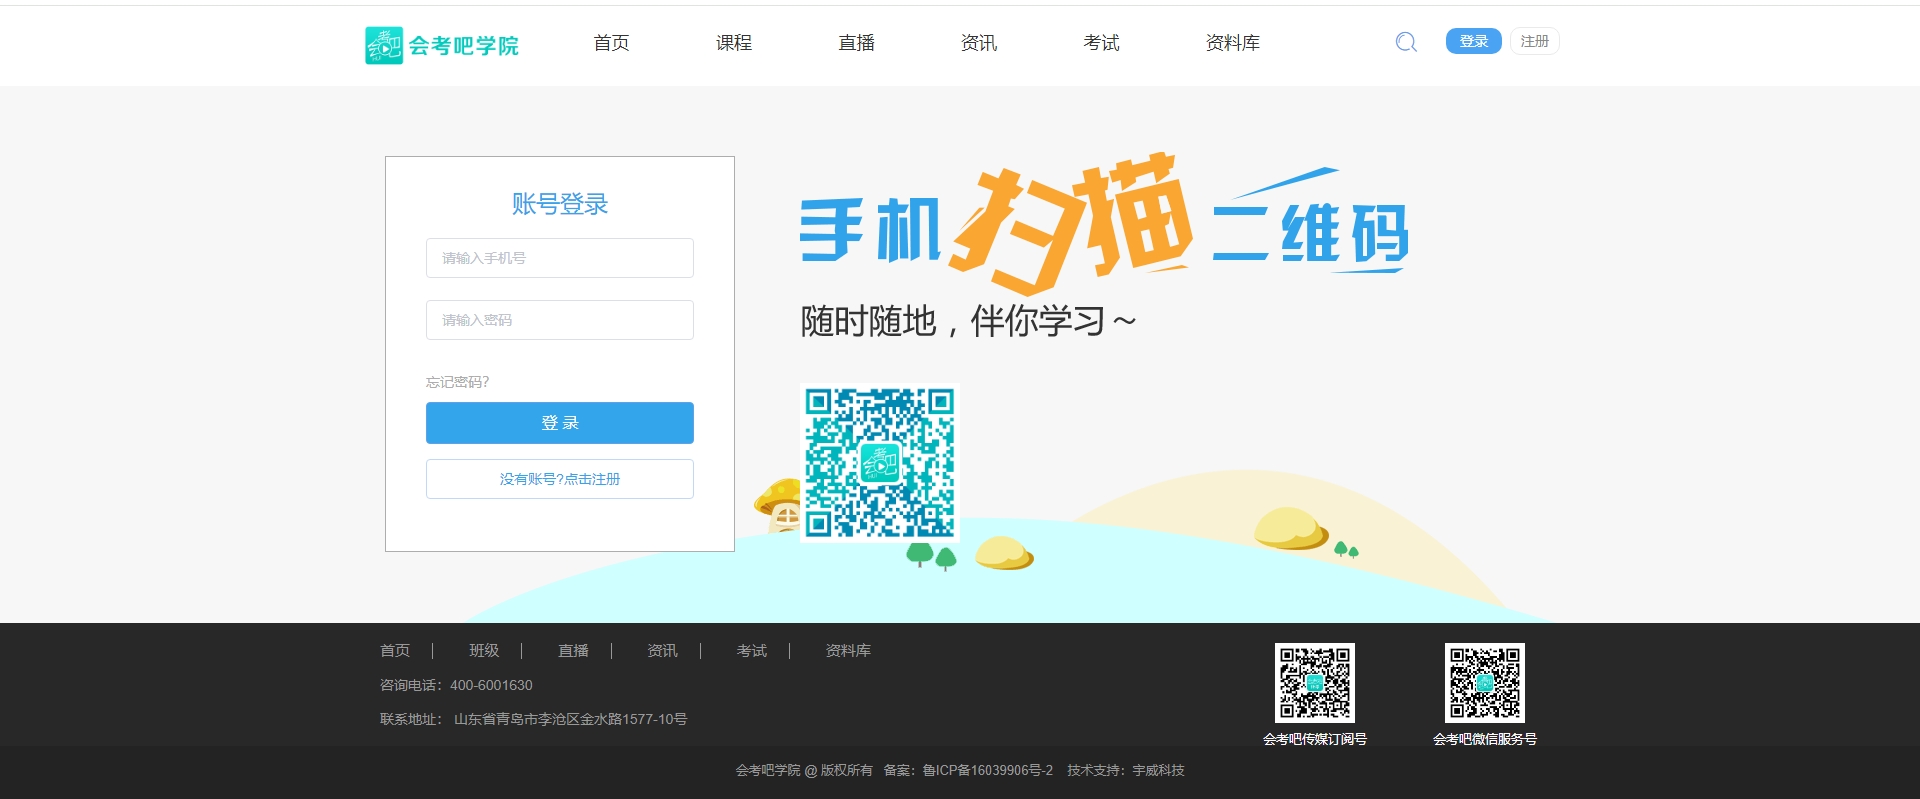 会考吧学院 首页 课程 直播 资讯 考试 资料库 登录 注册
账号登录
请输入手机号
请输入密码
忘记密码?
登 录
没有账号?点击注册
手机扫描二维码
随时随地，伴你学习～
会考吧
首页 | 班级 | 直播 | 资讯 | 考试 | 资料库
咨询电话：400-6001630
联系地址： 山东省青岛市李沧区金水路1577-10号
会考吧传媒订阅号 会考吧微信服务号
会考吧学院 @ 版权所有 备案：鲁ICP备16039906号-2 技术支持：宇威科技